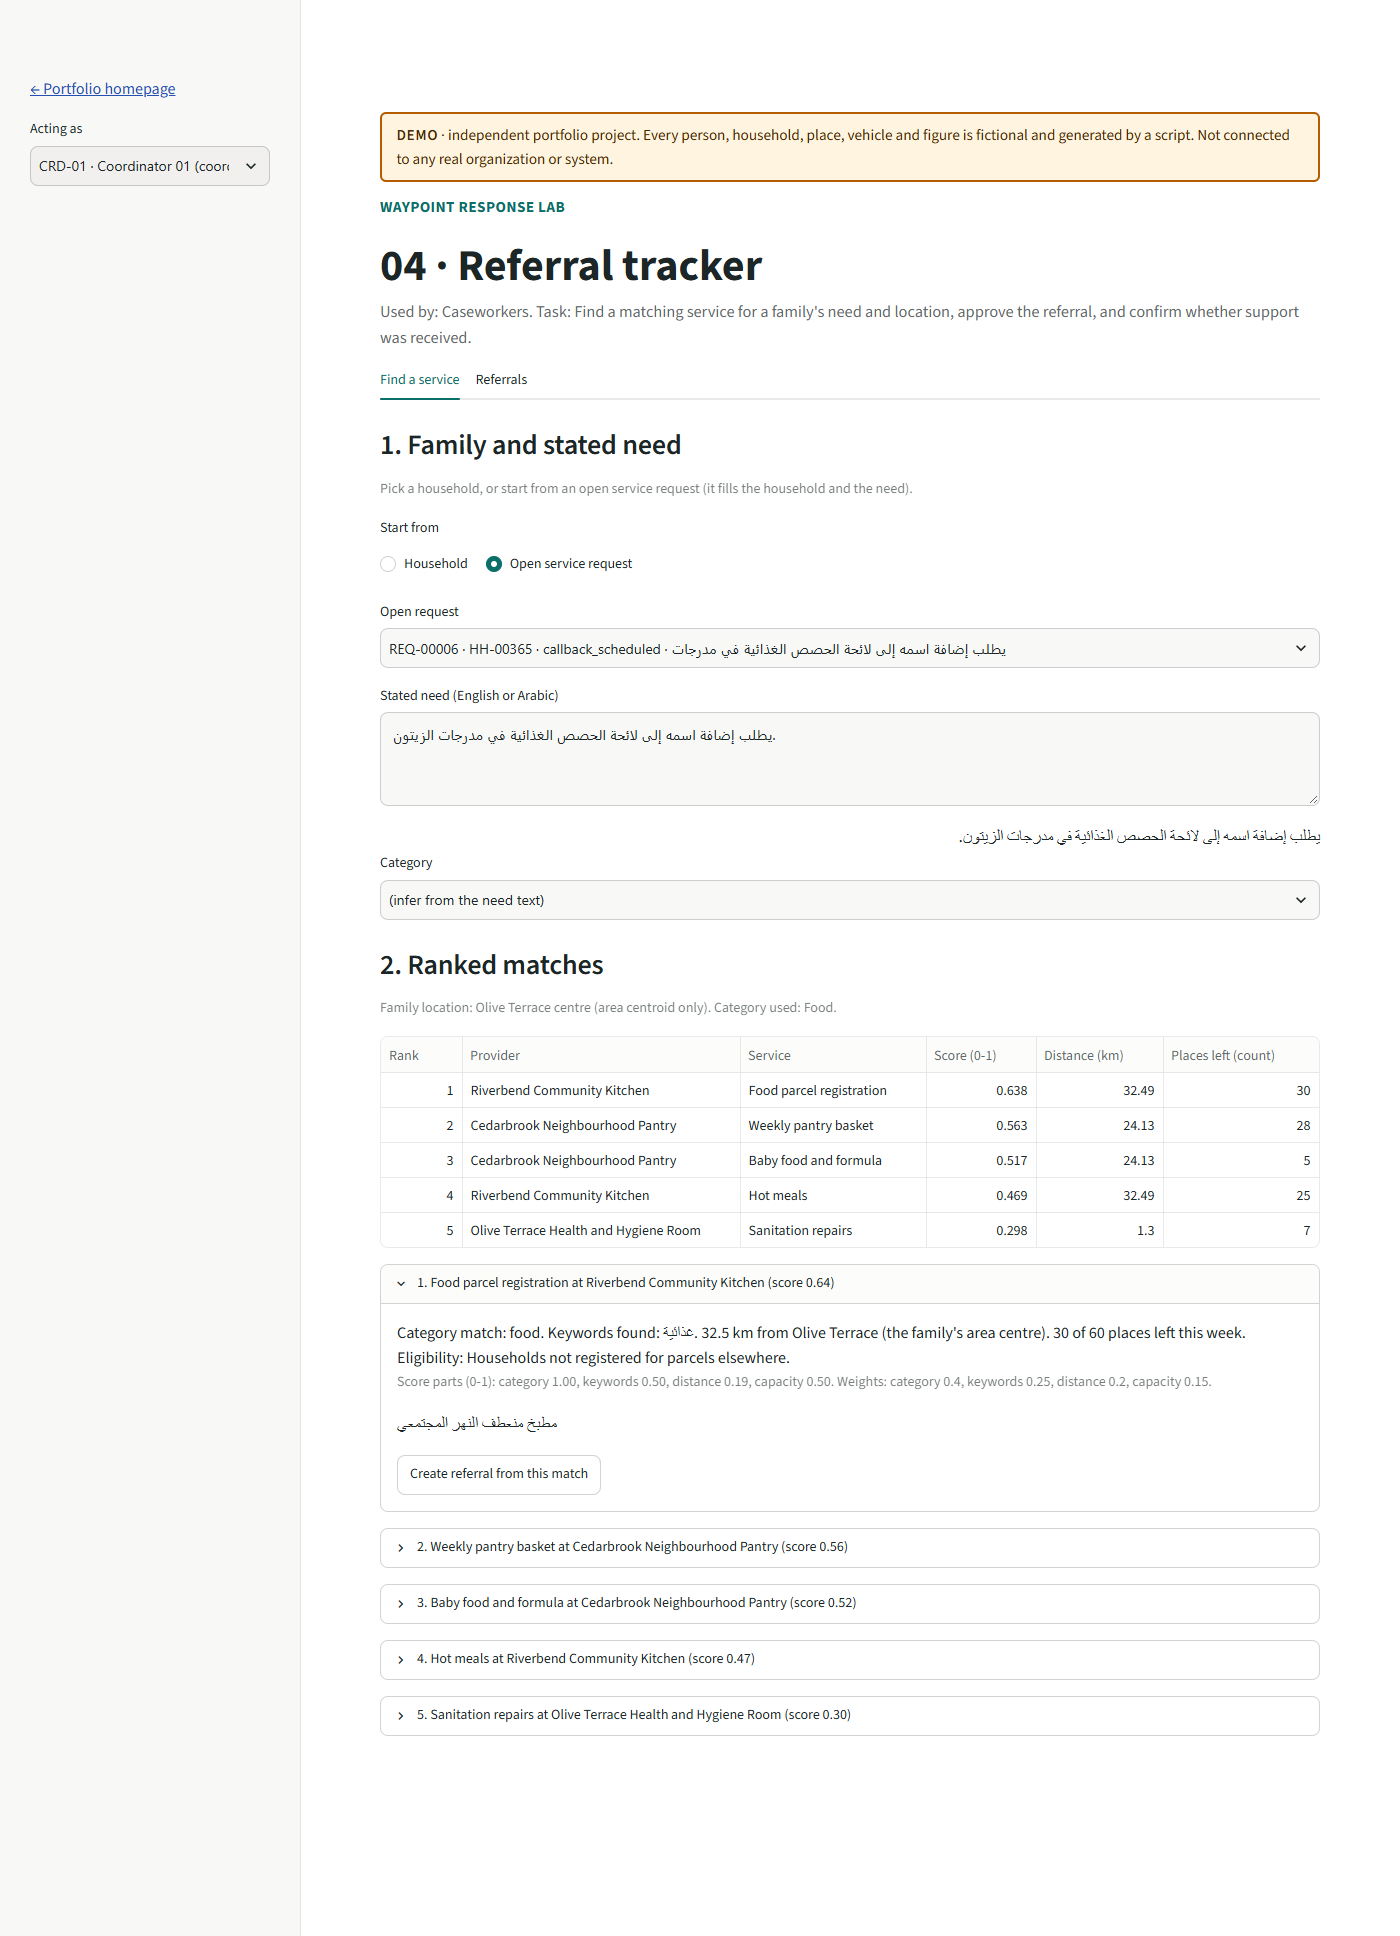 ← Portfolio homepage
Acting as
CRD-01 · Coordinator 01 (coor
DEMO · independent portfolio project. Every person, household, place, vehicle and figure is fictional and generated by a script. Not connected
to any real organization or system.
WAYPOINT RESPONSE LAB
04 · Referral tracker
Used by: Caseworkers. Task: Find a matching service for a family's need and location, approve the referral, and confirm whether support
was received.
Find a service Referrals
1. Family and stated need
Pick a household, or start from an open service request (it fills the household and the need).
Start from
Household Open service request
Open request
REQ-00006 · HH-00365 · callback_scheduled · يطلب إضافة اسمه إلى لائحة الحصص الغذائية في مدرجات
Stated need (English or Arabic)
يطلب إضافة اسمه إلى لائحة الحصص الغذائية في مدرجات الزيتون.
يطلب إضافة اسمه إلى لائحة الحصص الغذائية في مدرجات الزيتون.
Category
(infer from the need text)
2. Ranked matches
Family location: Olive Terrace centre (area centroid only). Category used: Food.
Rank Provider Service Score (0-1) Distance (km) Places left (count)
1 Riverbend Community Kitchen Food parcel registration 0.638 32.49 30
2 Cedarbrook Neighbourhood Pantry Weekly pantry basket 0.563 24.13 28
3 Cedarbrook Neighbourhood Pantry Baby food and formula 0.517 24.13 5
4 Riverbend Community Kitchen Hot meals 0.469 32.49 25
5 Olive Terrace Health and Hygiene Room Sanitation repairs 0.298 1.3 7
1. Food parcel registration at Riverbend Community Kitchen (score 0.64)
Category match: food. Keywords found: غذائية. 32.5 km from Olive Terrace (the family's area centre). 30 of 60 places left this week.
Eligibility: Households not registered for parcels elsewhere.
Score parts (0-1): category 1.00, keywords 0.50, distance 0.19, capacity 0.50. Weights: category 0.4, keywords 0.25, distance 0.2, capacity 0.15.
مطبخ منعطف النهر المجتمعي
Create referral from this match
2. Weekly pantry basket at Cedarbrook Neighbourhood Pantry (score 0.56)
3. Baby food and formula at Cedarbrook Neighbourhood Pantry (score 0.52)
4. Hot meals at Riverbend Community Kitchen (score 0.47)
5. Sanitation repairs at Olive Terrace Health and Hygiene Room (score 0.30)